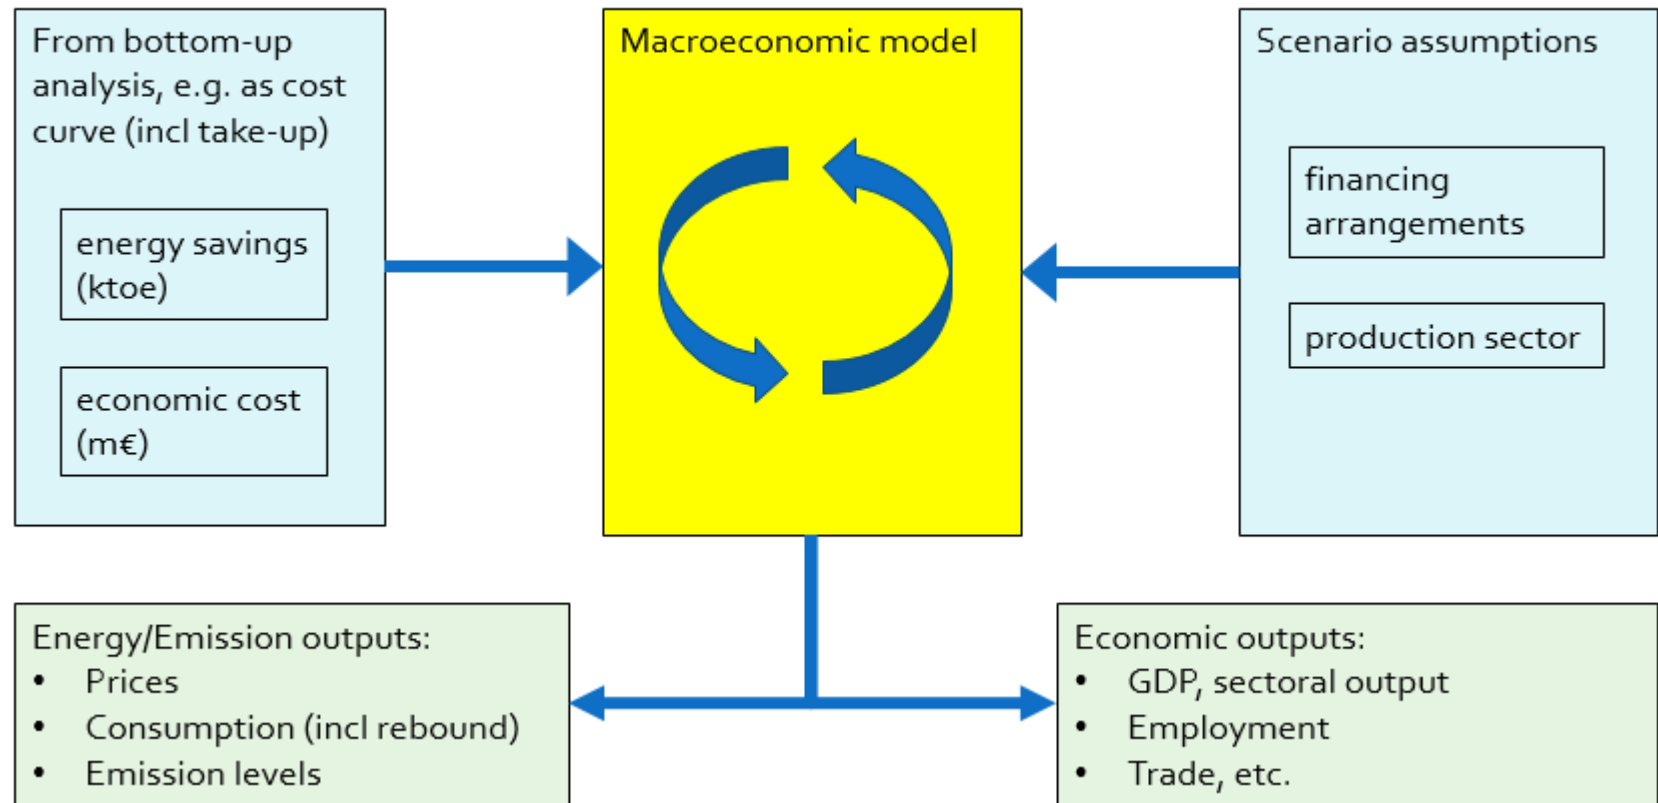 From bottom-up
analysis, e.g. as cost
curve (incl take-up)
energy savings
(ktoe)
economic cost
(m€)
Macroeconomic model
Scenario assumptions
financing
arrangements
production sector
Energy/Emission outputs:
• Prices
• Consumption (incl rebound)
• Emission levels
Economic outputs:
• GDP, sectoral output
• Employment
• Trade, etc.